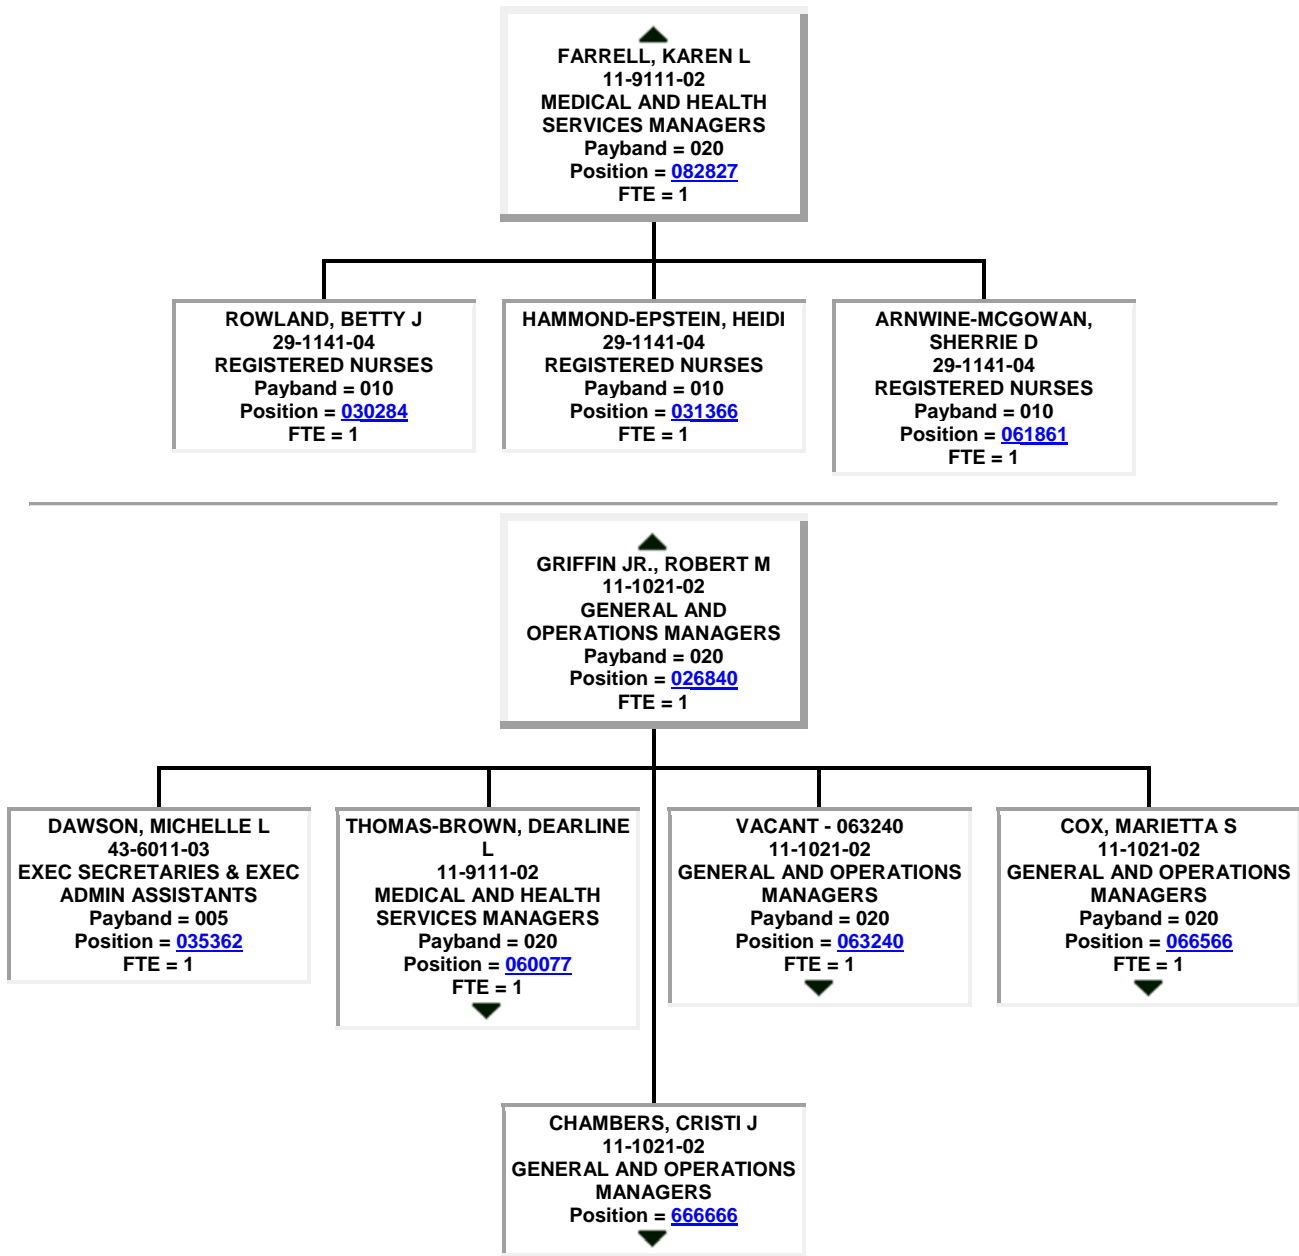 FARRELL, KAREN L
11-9111-02
MEDICAL AND HEALTH
SERVICES MANAGERS
Payband = 020
Position = 082827
FTE = 1
ROWLAND, BETTY J
29-1141-04
REGISTERED NURSES
Payband = 010
Position = 030284
FTE = 1
HAMMOND-EPSTEIN, HEIDI
29-1141-04
REGISTERED NURSES
Payband = 010
Position = 031366
FTE = 1
ARNWINE-MCGOWAN,
SHERRIE D
29-1141-04
REGISTERED NURSES
Payband = 010
Position = 061861
FTE = 1
GRIFFIN JR., ROBERT M
11-1021-02
GENERAL AND
OPERATIONS MANAGERS
Payband = 020
Position = 026840
FTE = 1
DAWSON, MICHELLE L
43-6011-03
EXEC SECRETARIES & EXEC
ADMIN ASSISTANTS
Payband = 005
Position = 035362
FTE = 1
THOMAS-BROWN, DEARLINE
L
11-9111-02
MEDICAL AND HEALTH
SERVICES MANAGERS
Payband = 020
Position = 060077
FTE = 1
VACANT - 063240
11-1021-02
GENERAL AND OPERATIONS
MANAGERS
Payband = 020
Position = 063240
FTE = 1
COX, MARIETTA S
11-1021-02
GENERAL AND OPERATIONS
MANAGERS
Payband = 020
Position = 066566
FTE = 1
CHAMBERS, CRISTI J
11-1021-02
GENERAL AND OPERATIONS
MANAGERS
Position = 666666